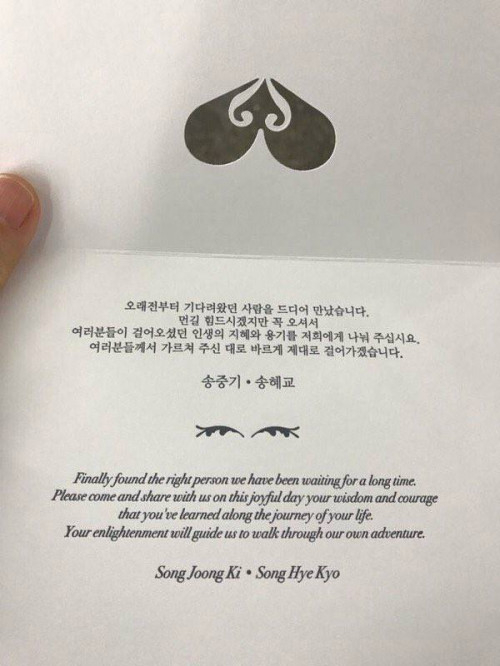 오래전부터 기다려왔던 사람을 드디어 만났습니다.
먼길 힘드시겠지만 꼭 오셔서
여러분들이 걸어오셨던 인생의 지혜와 용기를 저희에게 나눠 주십시요.
여러분들께서 가르쳐 주신 대로 바르게 제대로 걸어가겠습니다.
송중기 • 송혜교
Finally found the right person we have been waiting for a long time.
Please come and share with us on this joyful day your wisdom and courage
that you've learned along the journey of your life.
Your enlightenment will guide us to walk through our own adventure.
Song Joong Ki • Song Hye Kyo